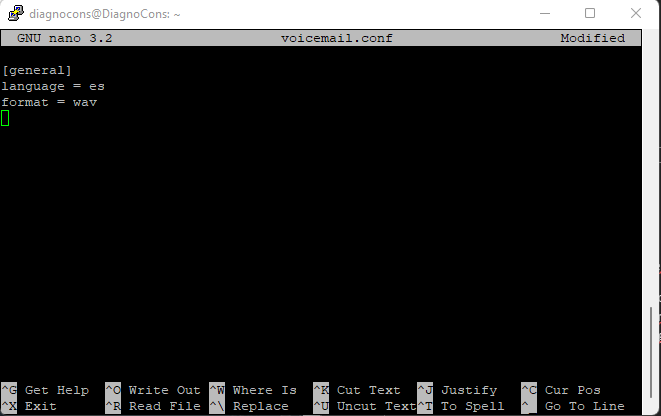 diagnocons@DiagnoCons: ~
GNU nano 3.2 voicemail.conf Modified
[general]
language = es
format = wav
^G Get Help ^O Write Out ^W Where Is ^K Cut Text ^J Justify ^C Cur Pos
^X Exit ^R Read File ^\ Replace ^U Uncut Text ^T To Spell ^_ Go To Line